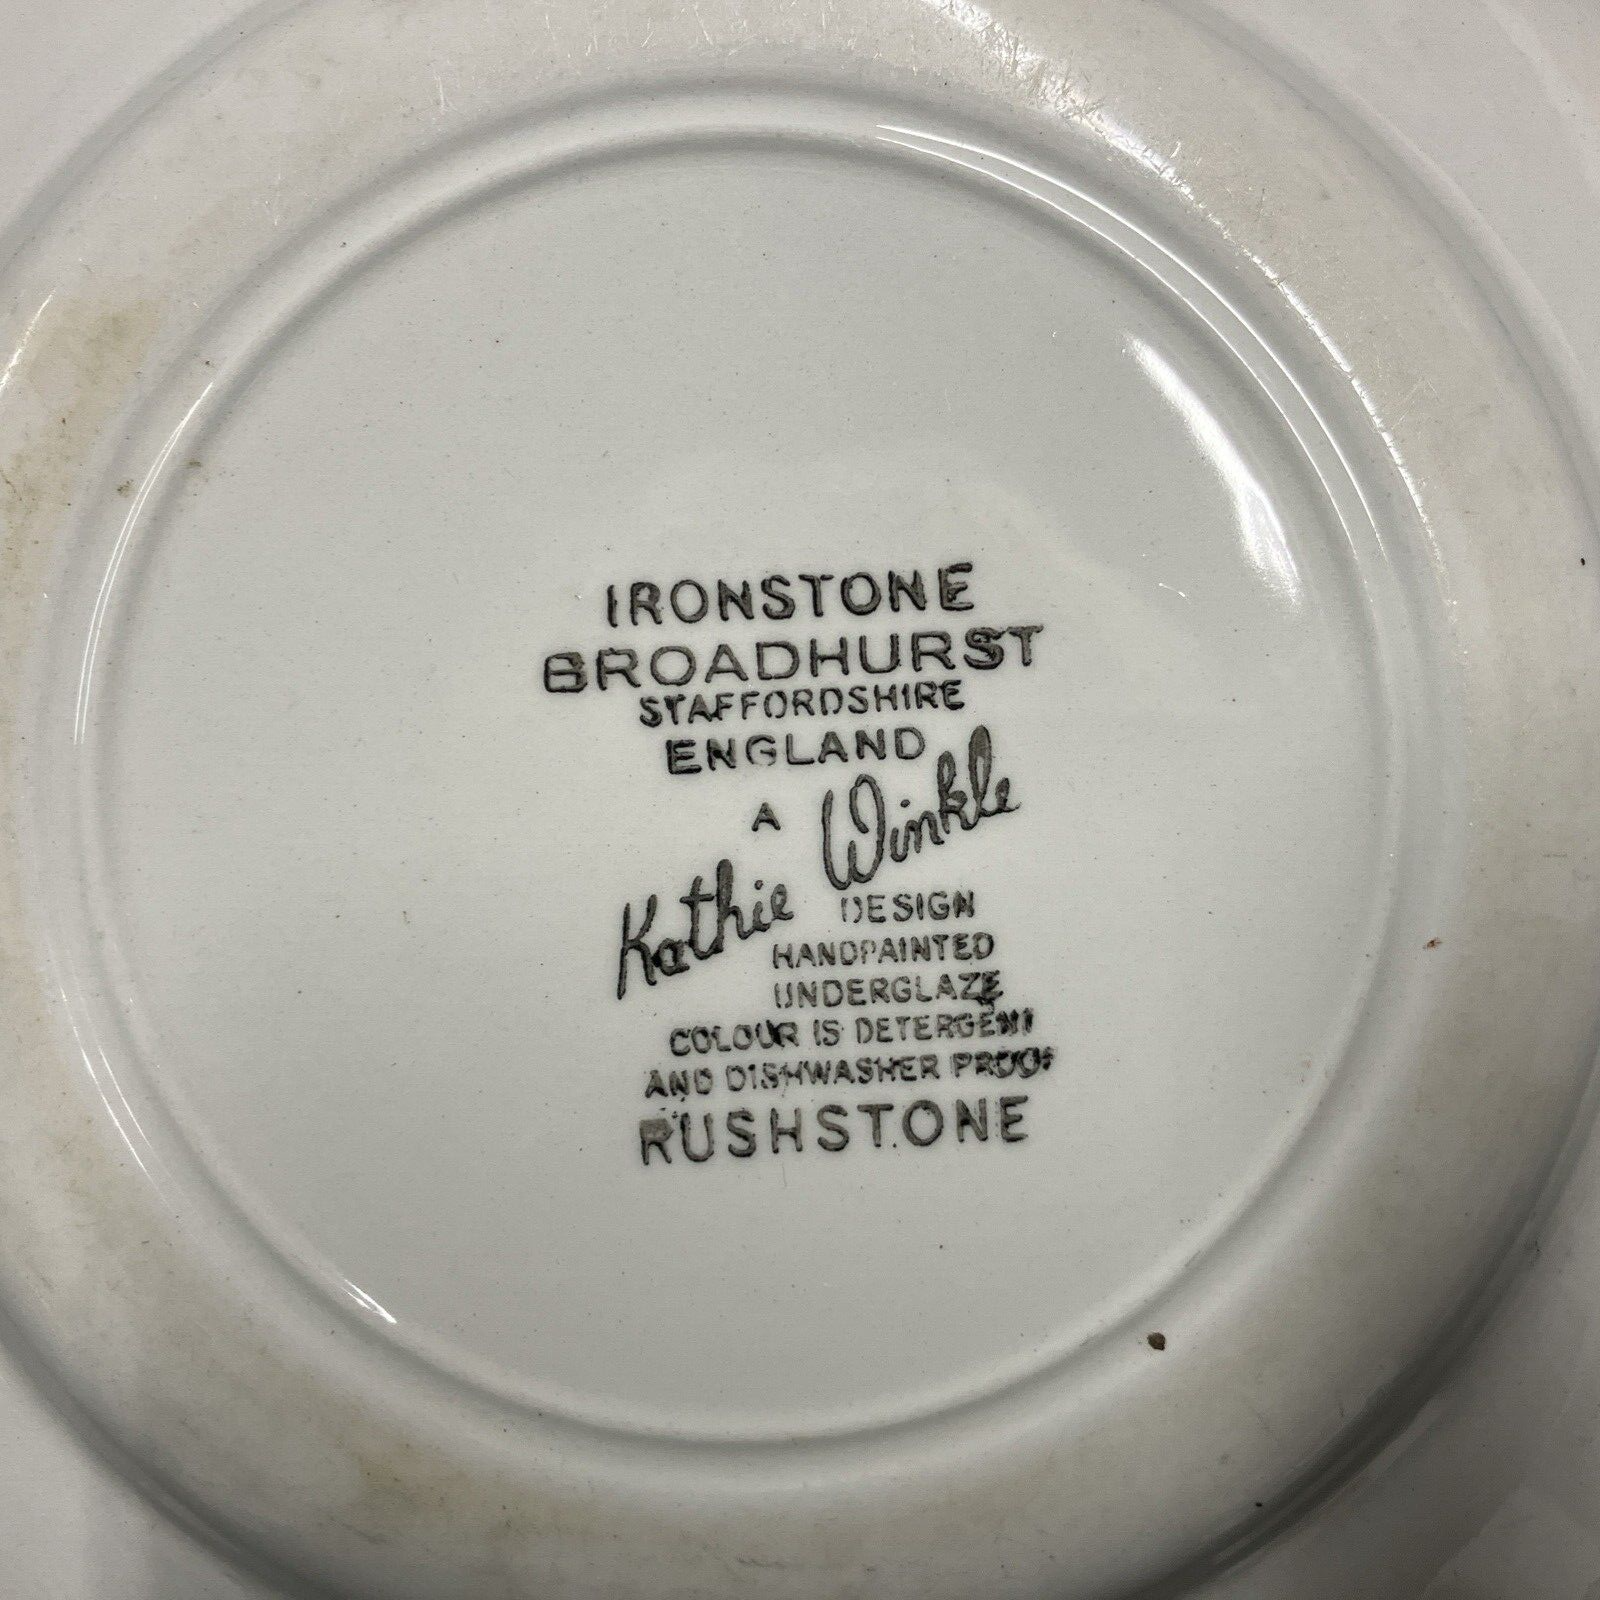 IRONSTONE
BROADHURST
STAFFORDSHIRE
ENGLAND
A
Kathie Winkle
DESIGN
HANDPAINTED
UNDERGLAZE
COLOUR IS DETERGENT
AND DISHWASHER PROOF
RUSHSTONE